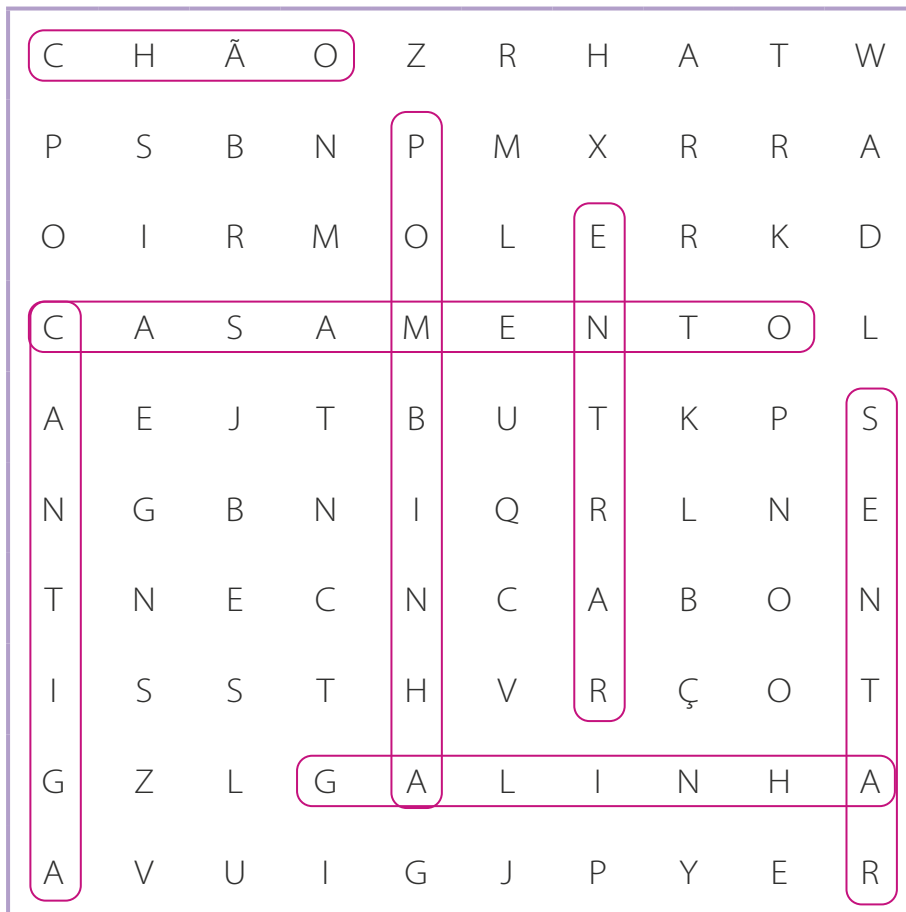 C H Ã O Z R H A T W
P S B N P M X R R A
O I R M O L E R K D
C A S A M E N T O L
A E J T B U T K P S
N G B N I Q R L N E
T N E C N C A B O N
I S S T H V R Ç O T
G Z L G A L I N H A
A V U I G J P Y E R